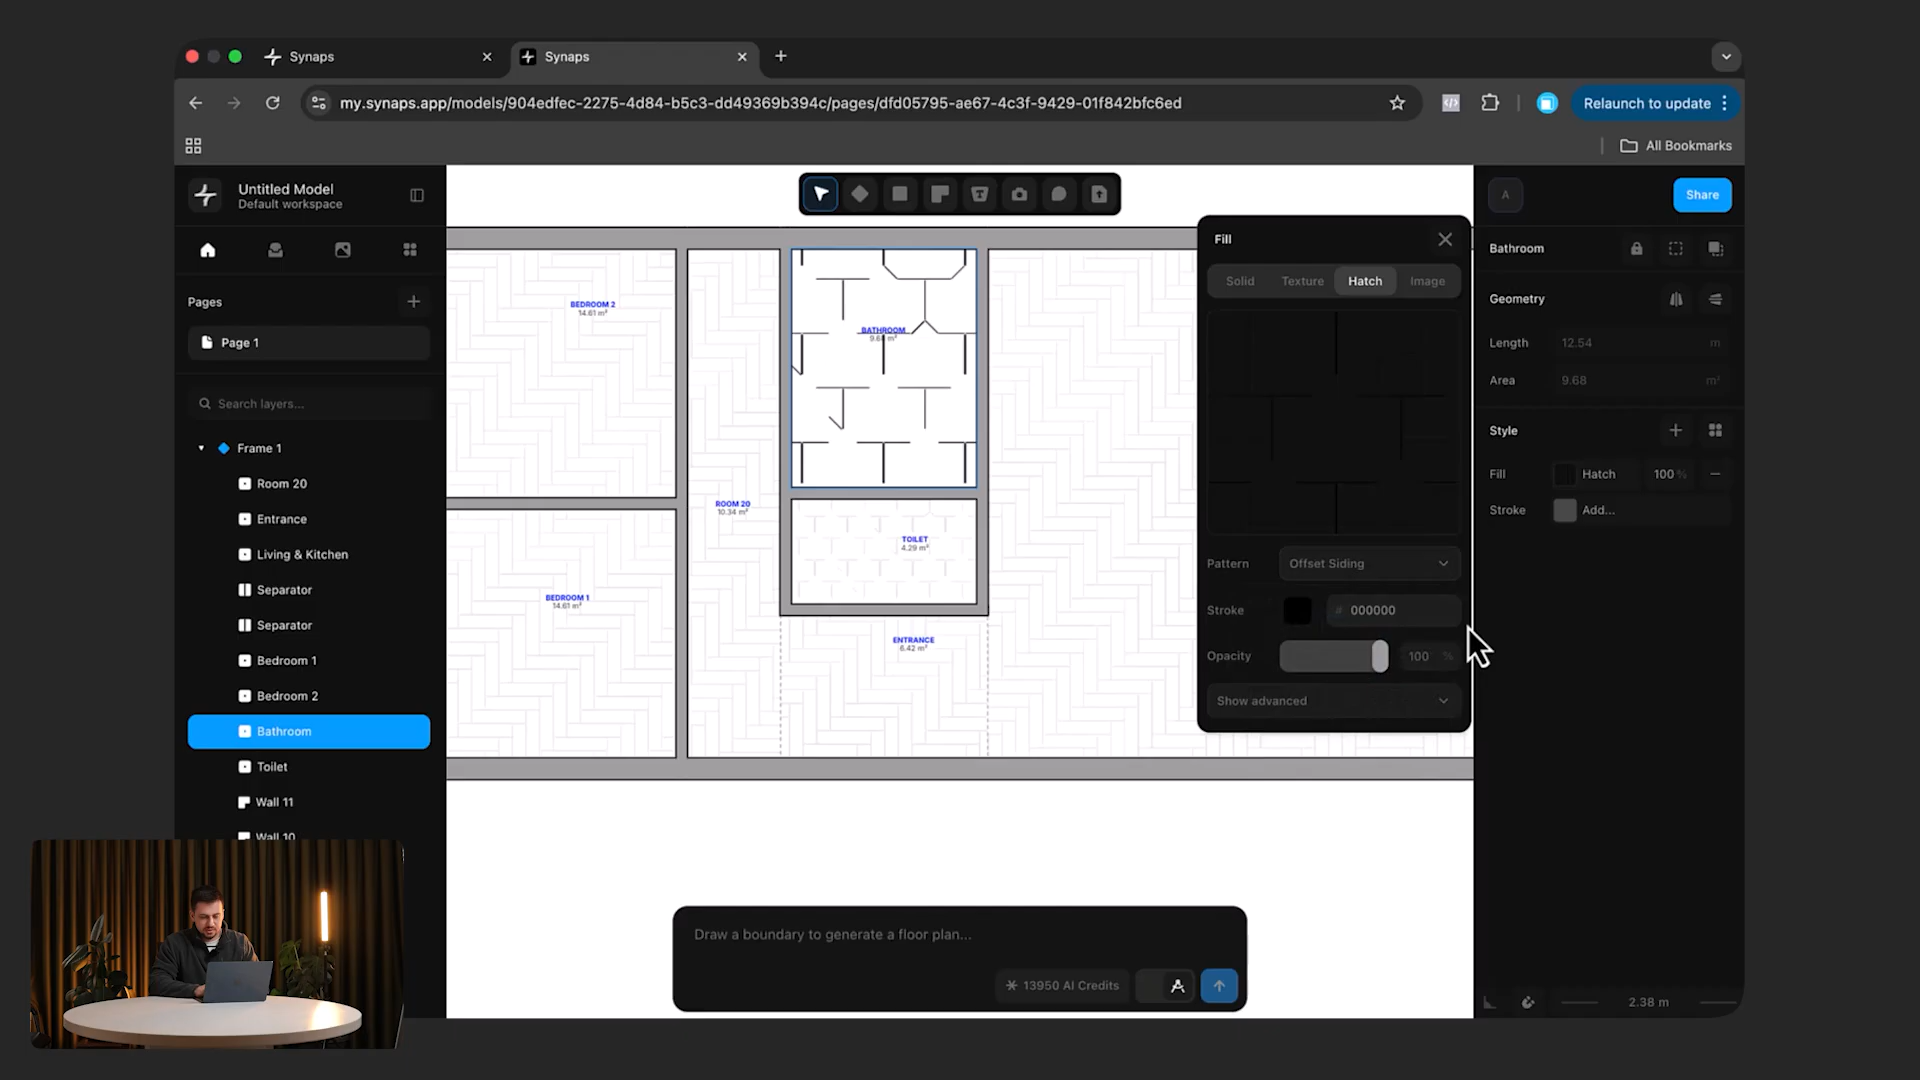 Synaps
Synaps
my.synaps.app/models/904edfec-2275-4d84-b5c3-dd49369b394c/pages/dfd05795-ae67-4c3f-9429-01f842bfc6ed
Relaunch to update
All Bookmarks
Untitled Model
Default workspace
Pages
Page 1
Search layers...
Frame 1
Room 20
Entrance
Living & Kitchen
Separator
Separator
Bedroom 1
Bedroom 2
Bathroom
Toilet
Wall 11
Wall 10
BEDROOM 2
14.61 m²
BATHROOM
9.68 m²
ROOM 20
10.34 m²
TOILET
4.29 m²
BEDROOM 1
14.61 m²
ENTRANCE
6.42 m²
Fill
Solid Texture Hatch Image
Pattern Offset Siding
Stroke # 000000
Opacity 100 %
Show advanced
A
Share
Bathroom
Geometry
Length 12.54 m
Area 9.68 m²
Style
Fill Hatch 100 %
Stroke Add...
Draw a boundary to generate a floor plan...
13950 AI Credits
2.38 m